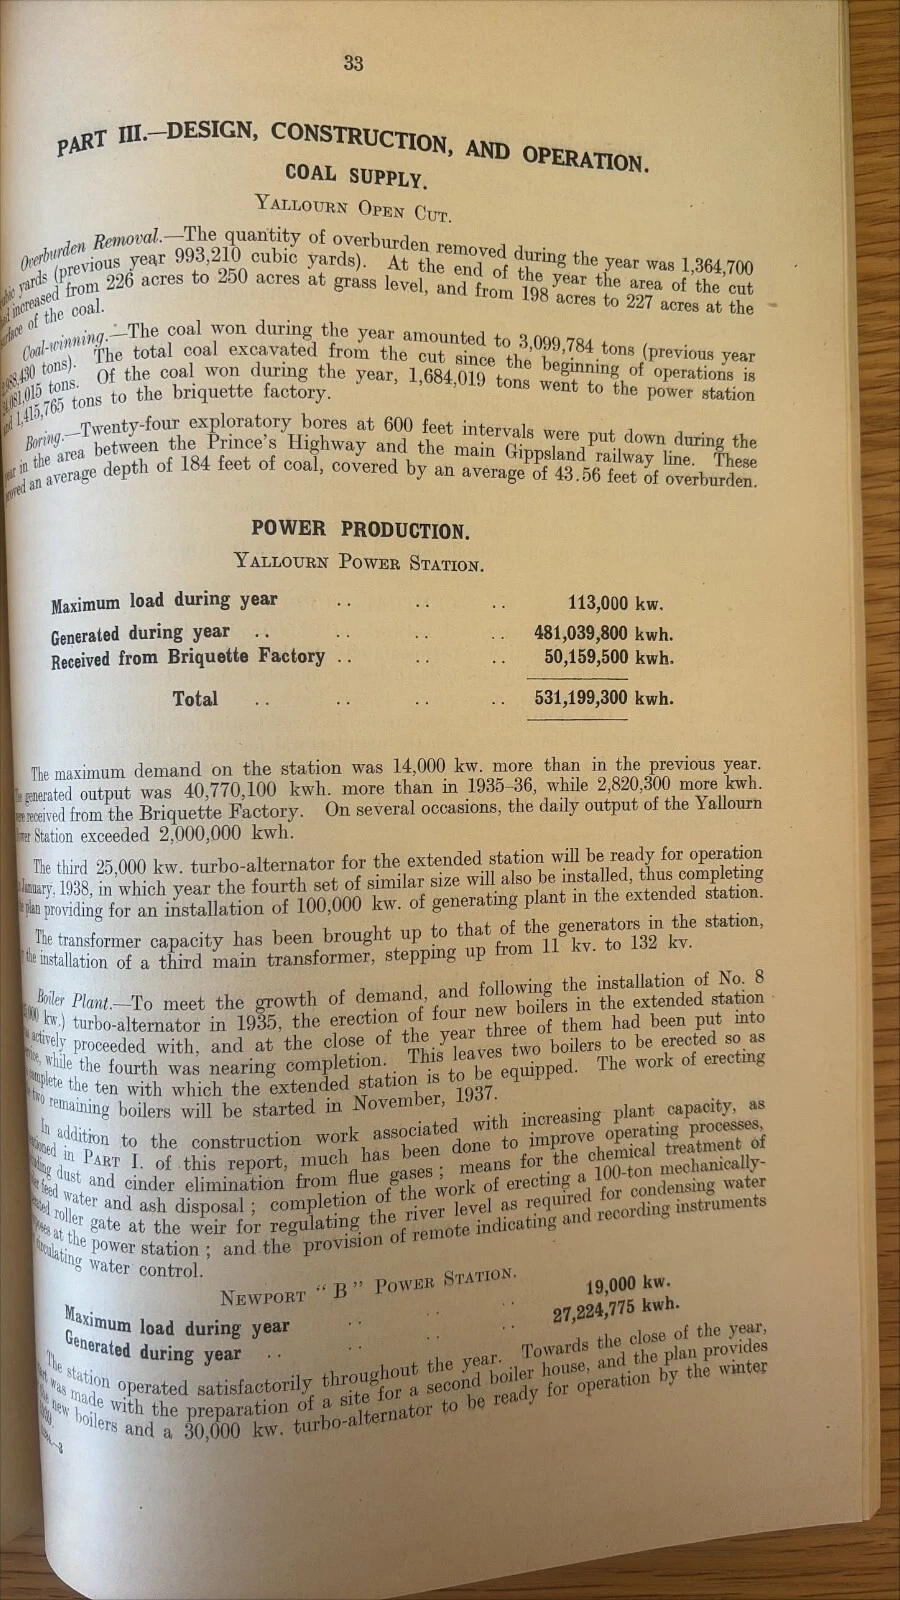 33
PART III.—DESIGN, CONSTRUCTION, AND OPERATION.
COAL SUPPLY.
YALLOURN OPEN CUT.
Overburden Removal.—The quantity of overburden removed during the year was 1,364,700
yards (previous year 993,210 cubic yards). At the end of the year the area of the cut
increased from 226 acres to 250 acres at grass level, and from 198 acres to 227 acres at the
of the coal.
Coal-winning.—The coal won during the year amounted to 3,099,784 tons (previous year
tons). The total coal excavated from the cut since the beginning of operations is
tons. Of the coal won during the year, 1,684,019 tons went to the power station
1,415,765 tons to the briquette factory.
Boring.—Twenty-four exploratory bores at 600 feet intervals were put down during the
in the area between the Prince's Highway and the main Gippsland railway line. These
an average depth of 184 feet of coal, covered by an average of 43.56 feet of overburden.
POWER PRODUCTION.
YALLOURN POWER STATION.
Maximum load during year .. .. .. 113,000 kw.
Generated during year .. .. .. .. 481,039,800 kwh.
Received from Briquette Factory .. .. .. 50,159,500 kwh.
Total .. .. .. .. 531,199,300 kwh.
The maximum demand on the station was 14,000 kw. more than in the previous year.
generated output was 40,770,100 kwh. more than in 1935–36, while 2,820,300 more kwh.
received from the Briquette Factory. On several occasions, the daily output of the Yallourn
Station exceeded 2,000,000 kwh.
The third 25,000 kw. turbo-alternator for the extended station will be ready for operation
January, 1938, in which year the fourth set of similar size will also be installed, thus completing
plan providing for an installation of 100,000 kw. of generating plant in the extended station.
The transformer capacity has been brought up to that of the generators in the station,
the installation of a third main transformer, stepping up from 11 kv. to 132 kv.
Boiler Plant.—To meet the growth of demand, and following the installation of No. 8
kw.) turbo-alternator in 1935, the erection of four new boilers in the extended station
actively proceeded with, and at the close of the year three of them had been put into
while the fourth was nearing completion. This leaves two boilers to be erected so as
complete the ten with which the extended station is to be equipped. The work of erecting
two remaining boilers will be started in November, 1937.
In addition to the construction work associated with increasing plant capacity, as
in PART I. of this report, much has been done to improve operating processes,
dust and cinder elimination from flue gases ; means for the chemical treatment of
feed water and ash disposal ; completion of the work of erecting a 100-ton mechanically-
roller gate at the weir for regulating the river level as required for condensing water
at the power station ; and the provision of remote indicating and recording instruments
water control.
NEWPORT "B" POWER STATION.
Maximum load during year .. .. .. 19,000 kw.
Generated during year .. .. .. 27,224,775 kwh.
The station operated satisfactorily throughout the year. Towards the close of the year,
was made with the preparation of a site for a second boiler house, and the plan provides
new boilers and a 30,000 kw. turbo-alternator to be ready for operation by the winter